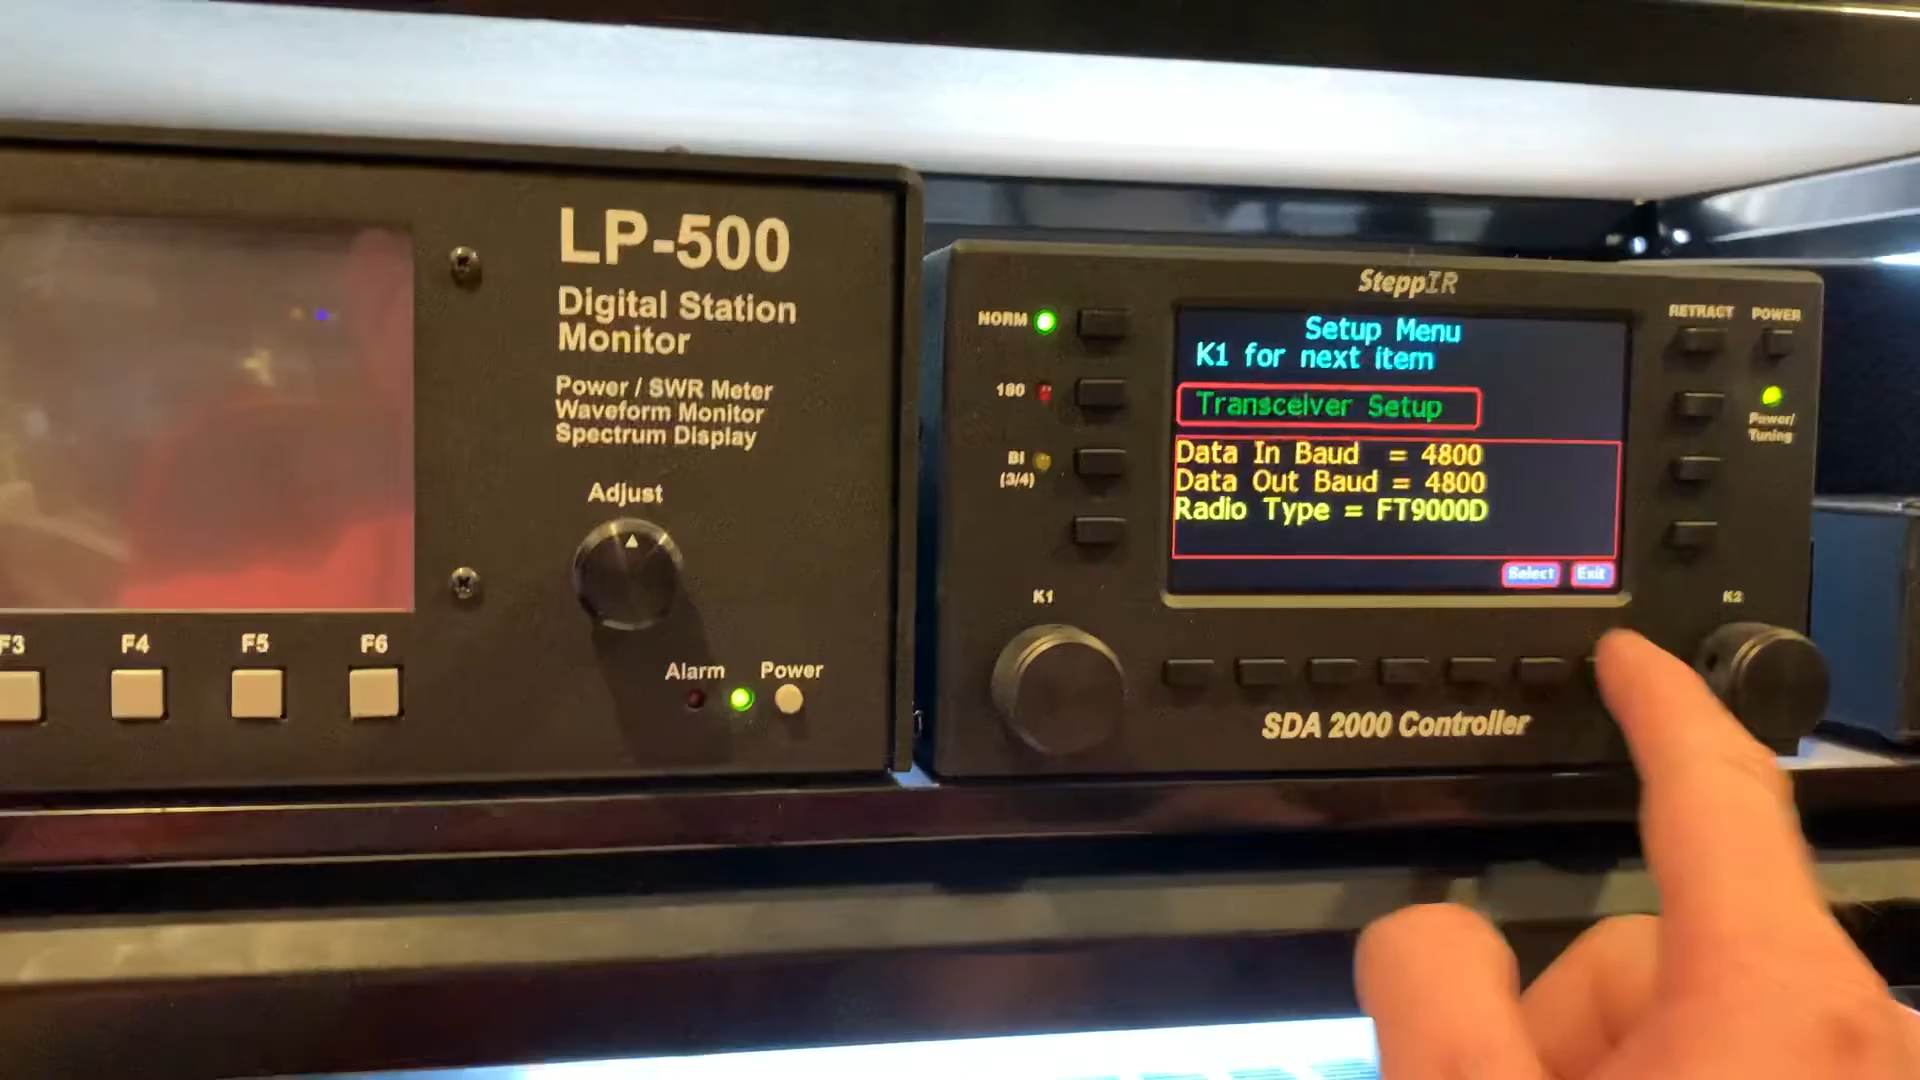 LP-500
Digital Station
Monitor
Power / SWR Meter
Waveform Monitor
Spectrum Display
Adjust
F3
F4
F5
F6
Alarm
Power
SteppIR
NORM
180
BI
(3/4)
RETRACT
POWER
Power/
Tuning
Setup Menu
K1 for next item
Transceiver Setup
Data In Baud = 4800
Data Out Baud = 4800
Radio Type = FT9000D
Select
Exit
K1
K2
SDA 2000 Controller